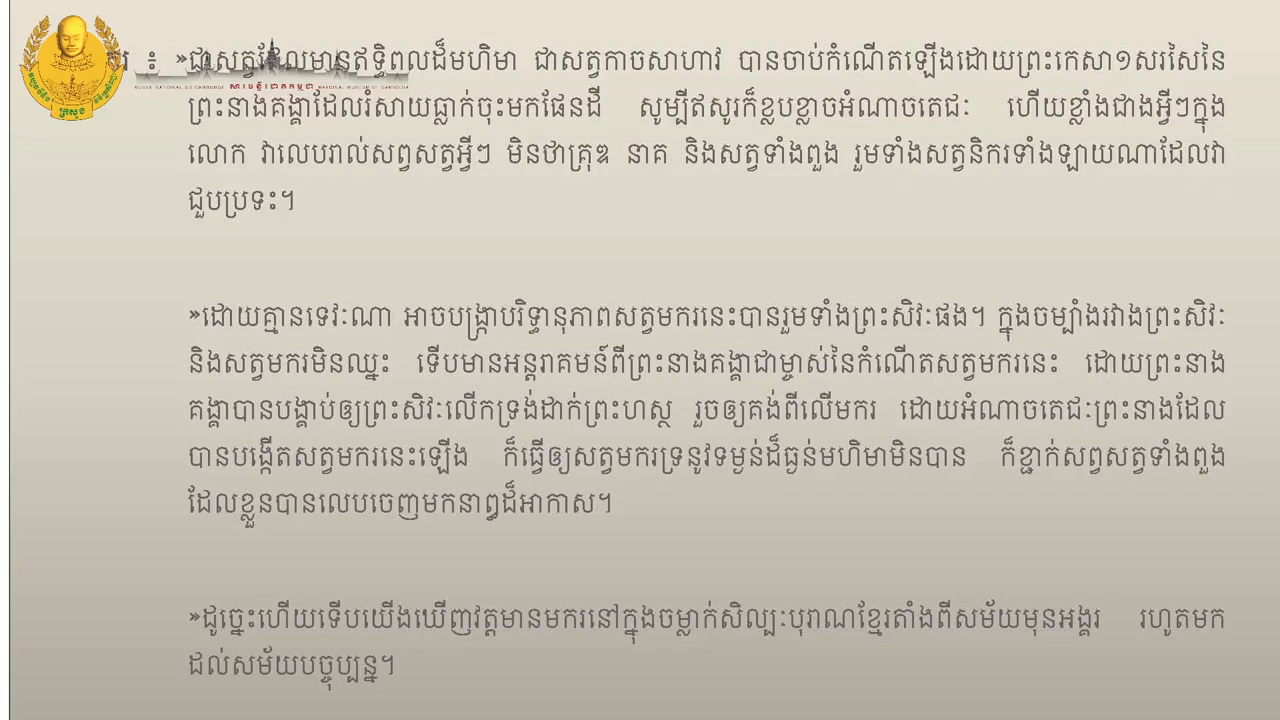 ករ ៖ »ជាសត្វដែលមានឥទ្ធិពលដ៏មហិមា ជាសត្វកាចសាហាវ បានចាប់កំណើតឡើងដោយព្រះកេសា១សរសៃនៃ
ព្រះនាងគង្គាដែលរំសាយធ្លាក់ចុះមកផែនដី សូម្បីឥសូរក៏ខ្លបខ្លាចអំណាចតេជៈ ហើយខ្លាំងជាងអ្វីៗក្នុង
លោក វាលេបរាល់សព្វសត្វអ្វីៗ មិនថាគ្រុឌ នាគ និងសត្វទាំងពួង រួមទាំងសត្វនិករទាំងឡាយណាដែលវា
ជួបប្រទះ។
»ដោយគ្មានទេវៈណា អាចបង្ក្រាបរិទ្ធានុភាពសត្វមករនេះបានរួមទាំងព្រះសិវៈផង។ ក្នុងចម្បាំងរវាងព្រះសិវៈ
និងសត្វមករមិនឈ្នះ ទើបមានអន្តរាគមន៍ពីព្រះនាងគង្គាជាម្ចាស់នៃកំណើតសត្វមករនេះ ដោយព្រះនាង
គង្គាបានបង្គាប់ឲ្យព្រះសិវៈលើកទ្រង់ដាក់ព្រះហស្ថ រួចឲ្យគង់ពីលើមករ ដោយអំណាចតេជៈព្រះនាងដែល
បានបង្កើតសត្វមករនេះឡើង ក៏ធ្វើឲ្យសត្វមករទ្រនូវទម្ងន់ដ៏ធ្ងន់មហិមាមិនបាន ក៏ខ្ជាក់សព្វសត្វទាំងពួង
ដែលខ្លួនបានលេបចេញមកនាឰដ៏អាកាស។
»ដូច្នេះហើយទើបយើងឃើញវត្តមានមករនៅក្នុងចម្លាក់សិល្បៈបុរាណខ្មែរតាំងពីសម័យមុនអង្គរ រហូតមក
ដល់សម័យបច្ចុប្បន្ន។